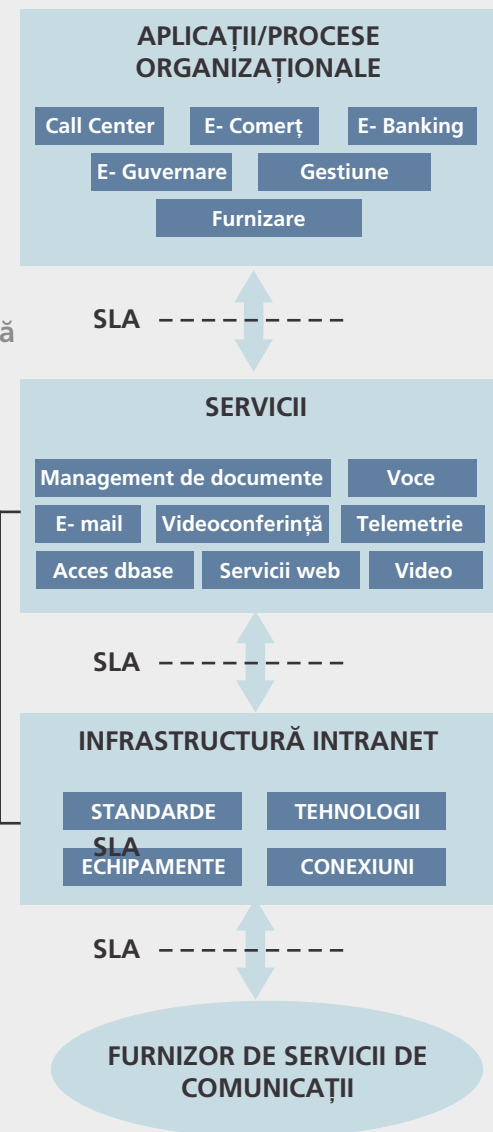 APLICAȚII/PROCESE
ORGANIZAȚIONALE
Call Center E- Comerț E- Banking
E- Guvernare Gestiune
Furnizare
SLA
ă
SERVICII
Management de documente Voce
E- mail Videoconferință Telemetrie
Acces dbase Servicii web Video
SLA
INFRASTRUCTURĂ INTRANET
STANDARDE TEHNOLOGII
SLA
ECHIPAMENTE CONEXIUNI
SLA
FURNIZOR DE SERVICII DE
COMUNICAȚII